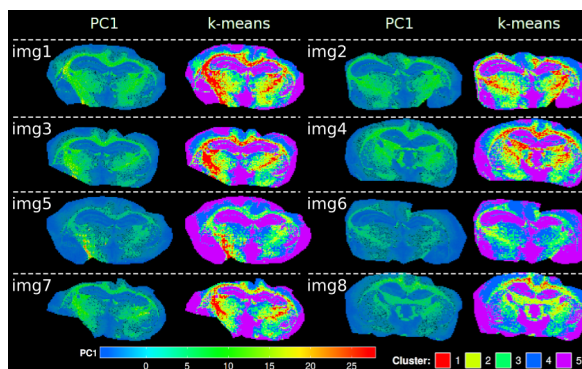 PC1 k-means PC1 k-means
img1 img2
img3 img4
img5 img6
img7 img8
PC1 0 5 10 15 20 25 Cluster: 1 2 3 4 5